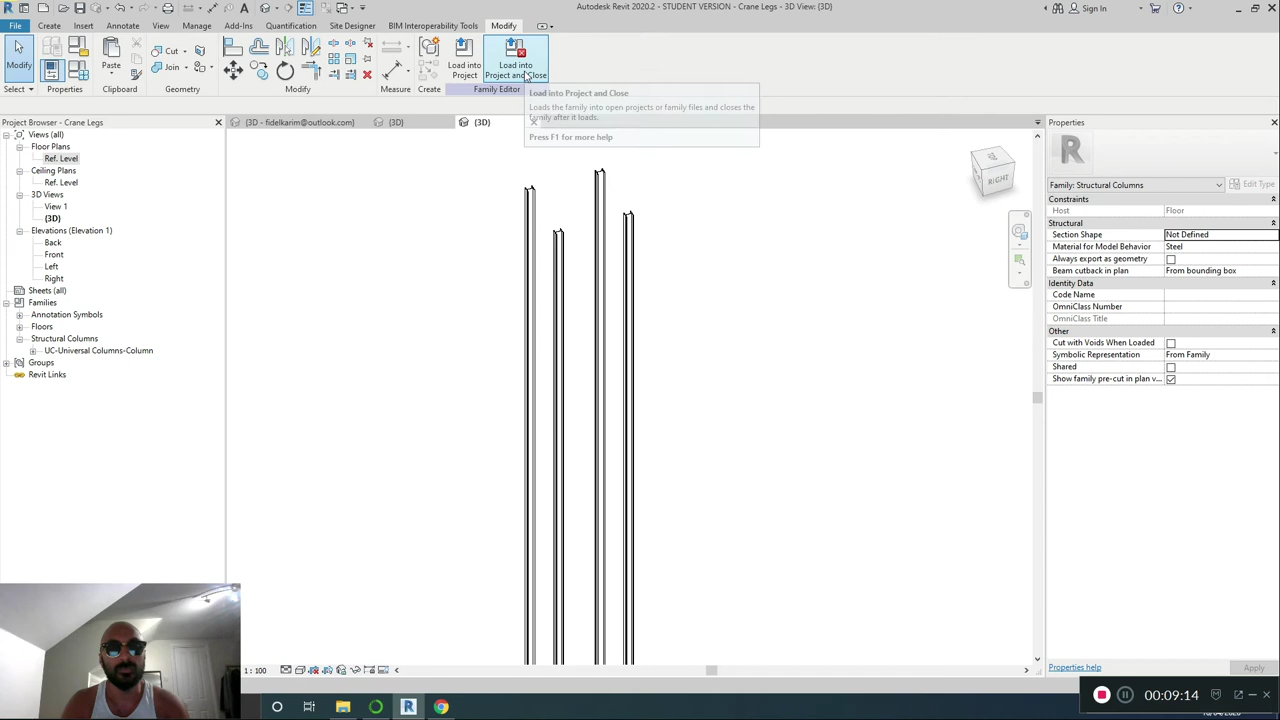 Autodesk Revit 2020.2 - STUDENT VERSION - Crane Legs - 3D View: {3D}
Sign In
File
Create
Insert
Annotate
View
Manage
Add-Ins
Quantification
Site Designer
BIM Interoperability Tools
Modify
Modify
Paste
Cut
Join
Load into
Project
Load into
Project and Close
Select
Properties
Clipboard
Geometry
Modify
Measure
Create
Family Editor
Load into Project and Close
Loads the family into open projects or family files and closes the
family after it loads.
Press F1 for more help
Project Browser - Crane Legs
{3D - fidelkarim@outlook.com}
{3D}
{3D}
Properties
Views (all)
Floor Plans
Ref. Level
Ceiling Plans
Ref. Level
3D Views
View 1
{3D}
Elevations (Elevation 1)
Back
Front
Left
Right
Sheets (all)
Families
Annotation Symbols
Floors
Structural Columns
UC-Universal Columns-Column
Groups
Revit Links
RIGHT
R
Family: Structural Columns
Edit Type
Constraints
Host Floor
Structural
Section Shape Not Defined
Material for Model Behavior Steel
Always export as geometry
Beam cutback in plan From bounding box
Identity Data
Code Name
OmniClass Number
OmniClass Title
Other
Cut with Voids When Loaded
Symbolic Representation From Family
Shared
Show family pre-cut in plan v...
1 : 100
Properties help
Apply
00:09:14